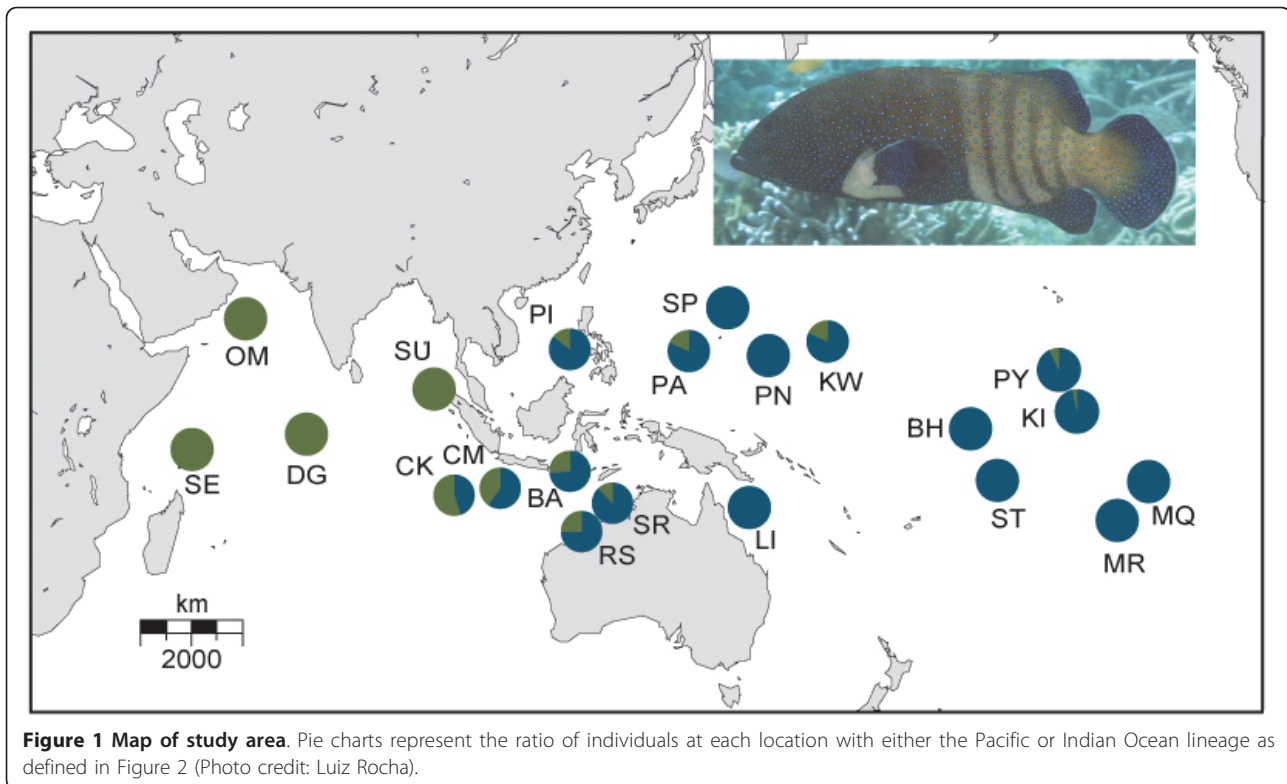 OM
SE
DG
SU
CK
CM
BA
RS
SR
PI
PA
SP
PN
KW
LI
BH
ST
PY
KI
MR
MQ
km
2000
Figure 1 Map of study area. Pie charts represent the ratio of individuals at each location with either the Pacific or Indian Ocean lineage as
defined in Figure 2 (Photo credit: Luiz Rocha).